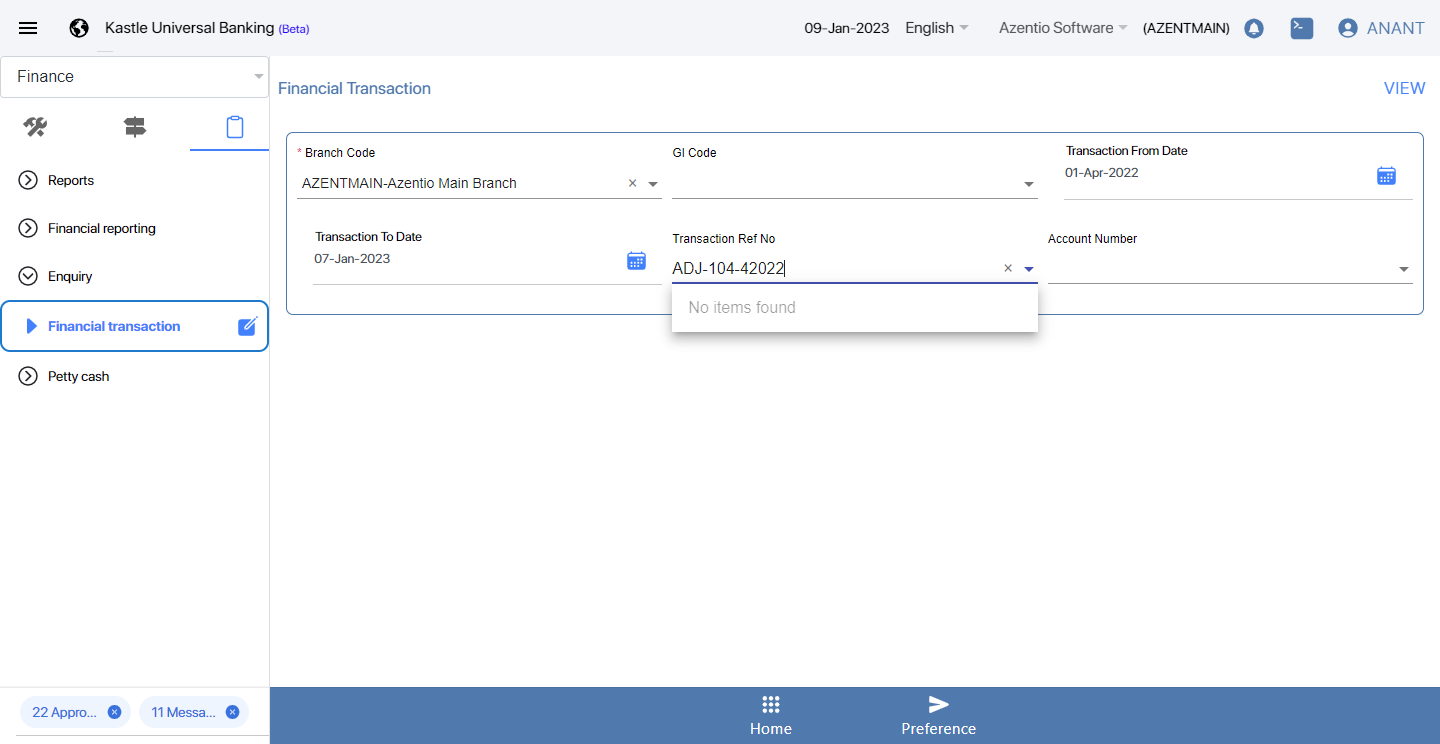 Kastle Universal Banking (Beta)
09-Jan-2023 English Azentio Software (AZENTMAIN) ANANT
Finance
Reports
Financial reporting
Enquiry
Financial transaction
Petty cash
22 Appro...
11 Messa...
Financial Transaction
VIEW
* Branch Code
AZENTMAIN-Azentio Main Branch
Gl Code
Transaction From Date
01-Apr-2022
Transaction To Date
07-Jan-2023
Transaction Ref No
ADJ-104-42022
No items found
Account Number
Home
Preference